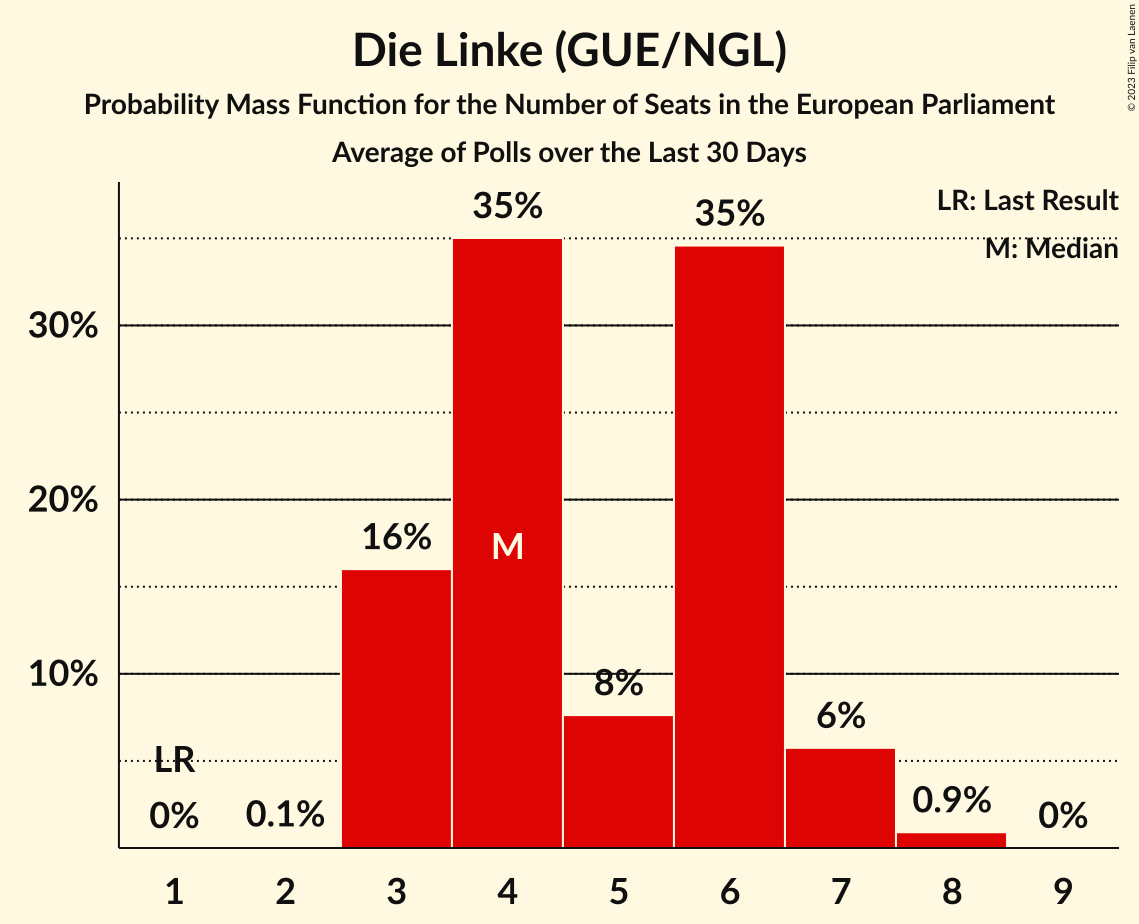 Die Linke (GUE/NGL)
Probability Mass Function for the Number of Seats in the European Parliament
Average of Polls over the Last 30 Days
© 2023 Filip van Laenen
LR: Last Result
M: Median
35%
35%
30%
20%
16%
M
10%
8%
6%
LR
0%
0.1%
0.9%
0%
1 2 3 4 5 6 7 8 9